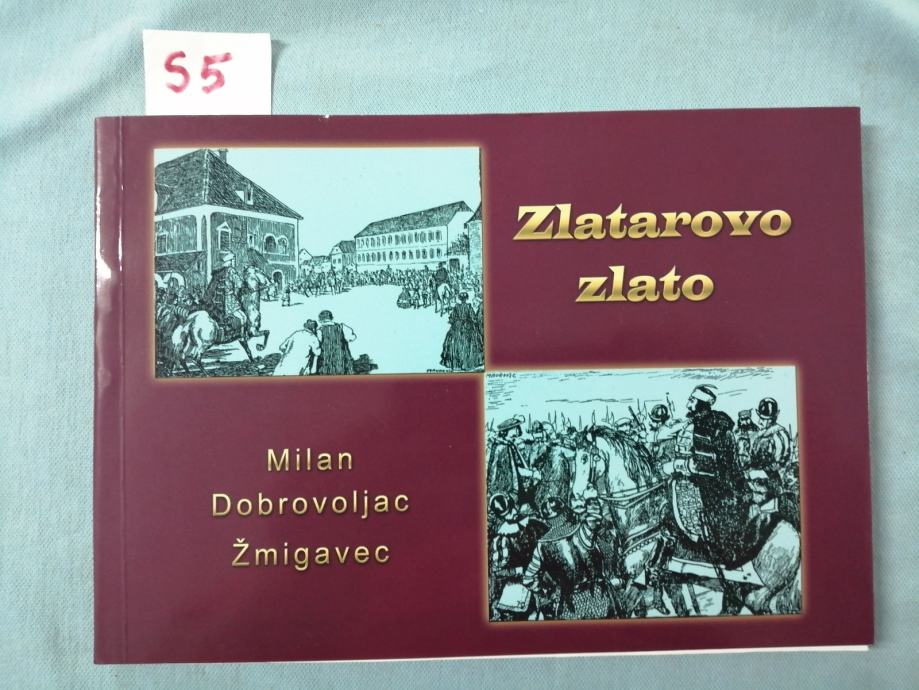 S5
Zlatarovo
zlato
Milan
Dobrovoljac
Žmigavec